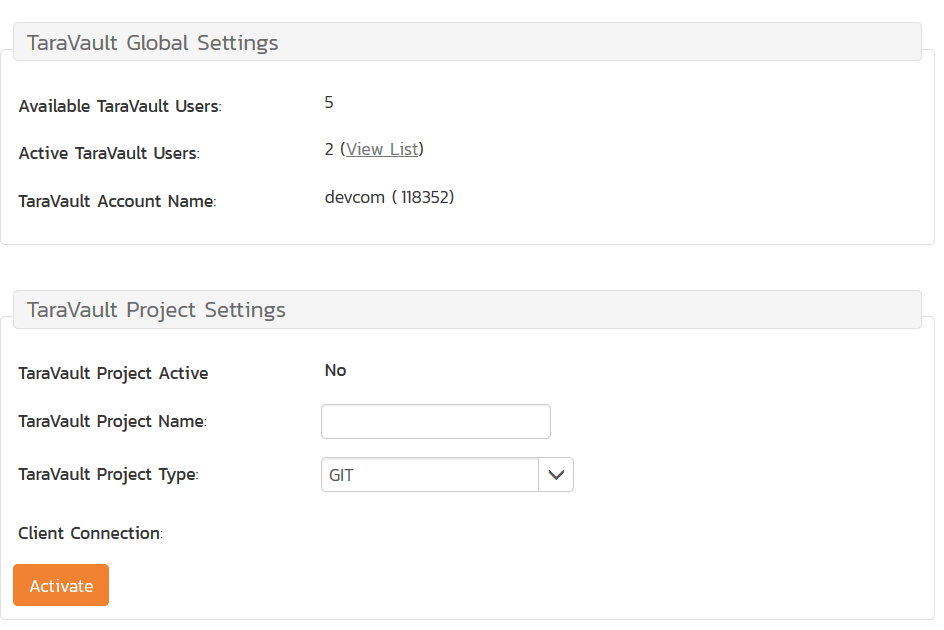 TaraVault Global Settings
Available TaraVault Users: 5
Active TaraVault Users: 2 (View List)
TaraVault Account Name: devcom (118352)
TaraVault Project Settings
TaraVault Project Active No
TaraVault Project Name:
TaraVault Project Type: GIT
Client Connection:
Activate